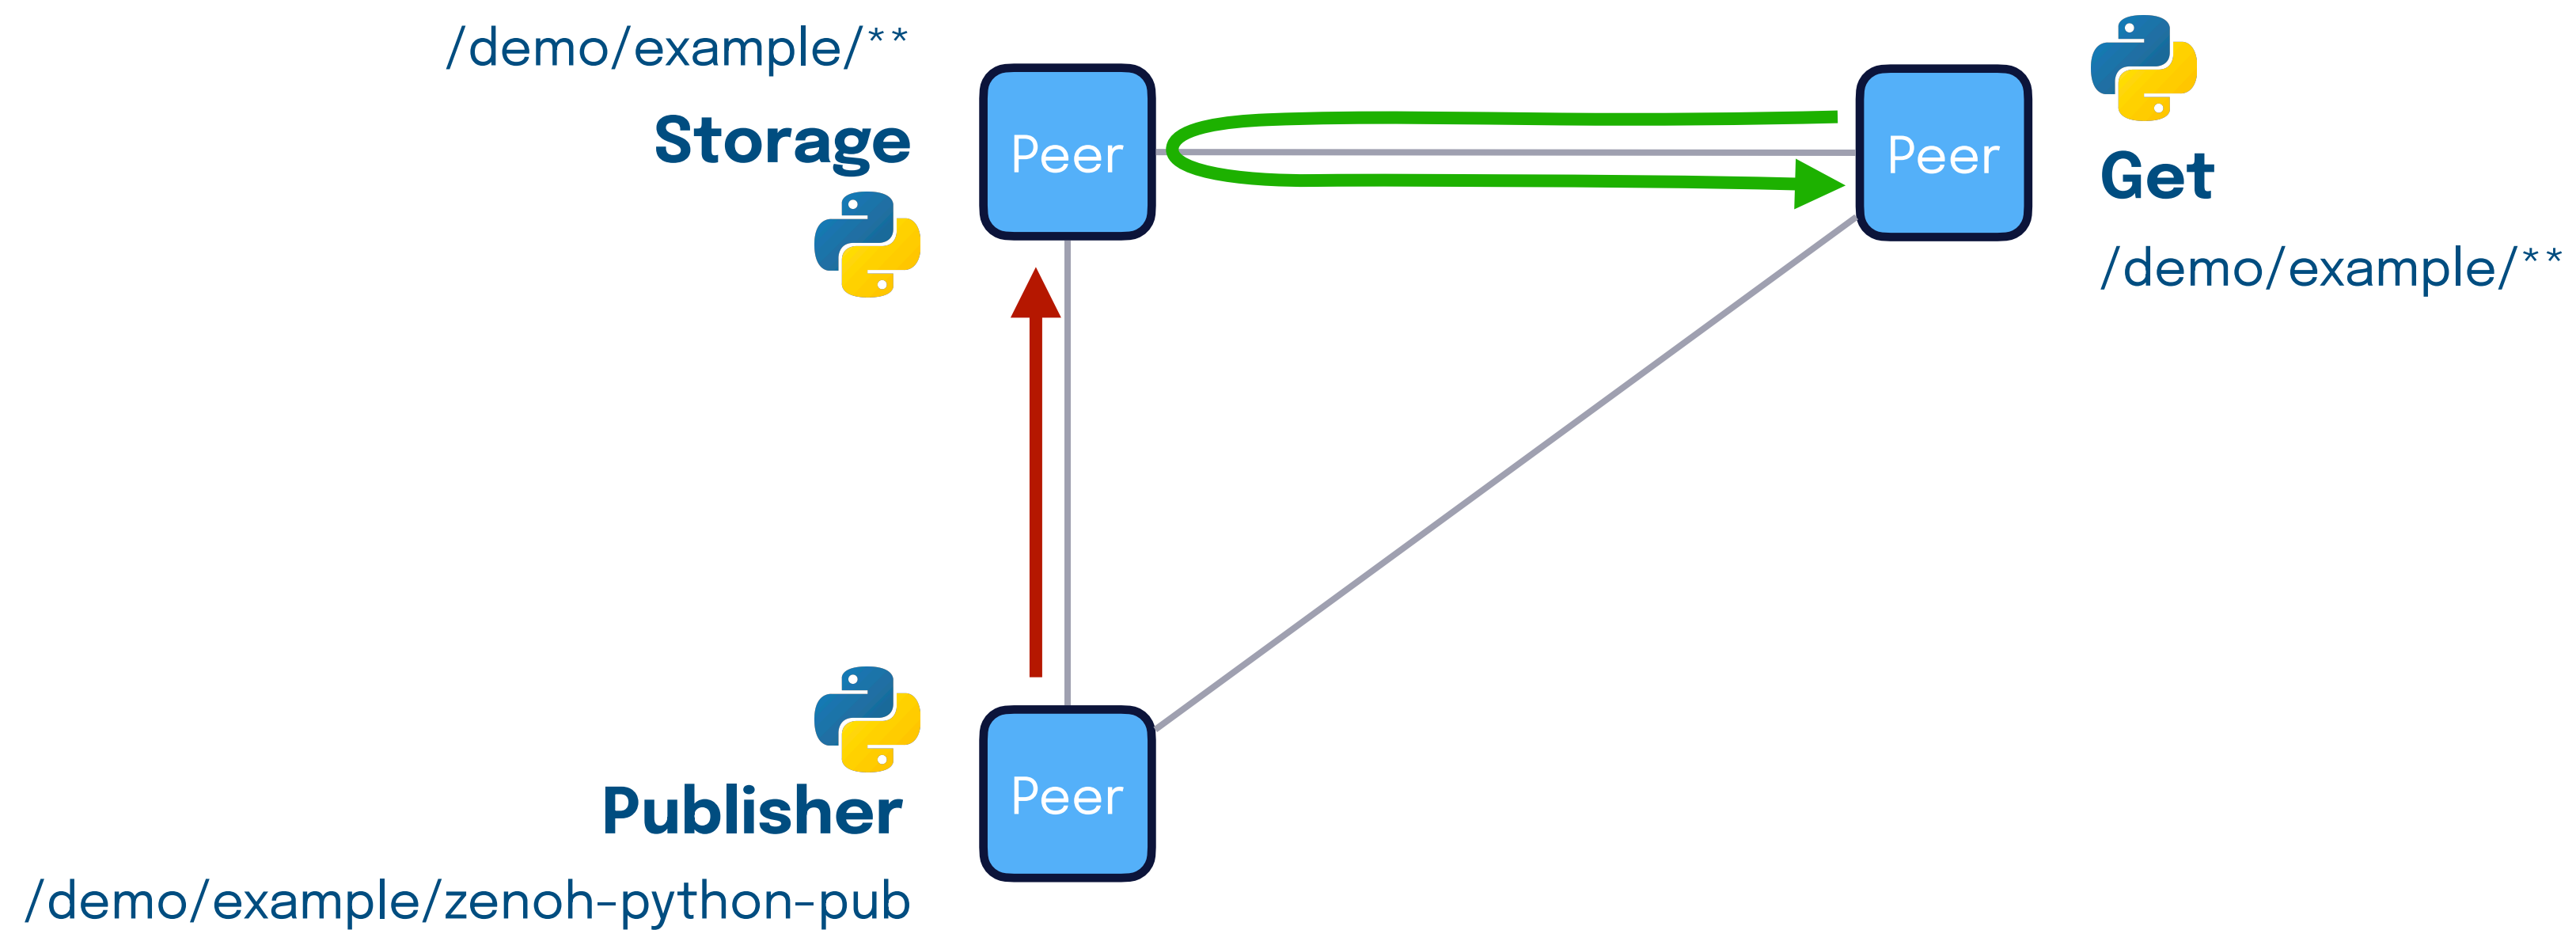 /demo/example/**
Storage
Peer
Peer
Get
/demo/example/**
Publisher
Peer
/demo/example/zenoh-python-pub